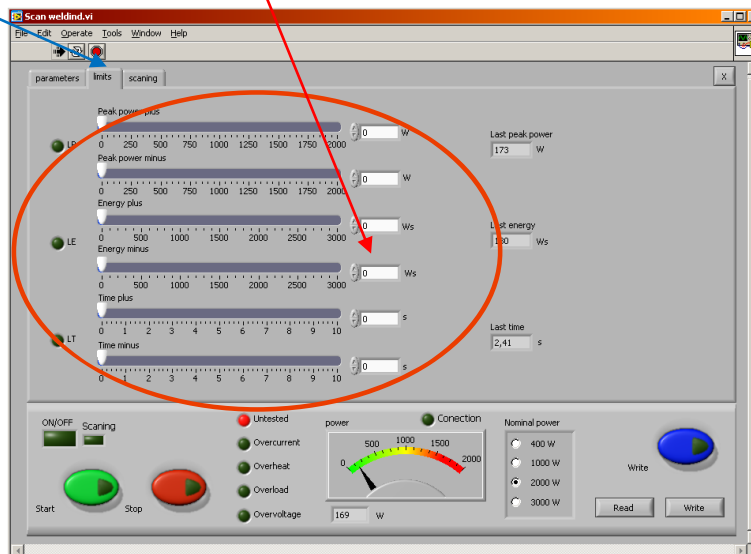 Scan weldind.vi
File Edit Operate Tools Window Help
parameters limits scaning X
Peak power plus
LP
0 250 500 750 1000 1250 1500 1750 2000
0 W
Peak power minus
0 250 500 750 1000 1250 1500 1750 2000
0 W
Energy plus
LE
0 500 1000 1500 2000 2500 3000
0 Ws
Energy minus
0 500 1000 1500 2000 2500 3000
0 Ws
Time plus
LT
0 1 2 3 4 5 6 7 8 9 10
0 s
Time minus
0 1 2 3 4 5 6 7 8 9 10
0 s
Last peak power
173 W
Last energy
130 Ws
Last time
2,41 s
ON/OFF Scaning
Start Stop
Untested
Overcurrent
Overheat
Overload
Overvoltage
power
Conection
0 500 1000 1500 2000
169 W
Nominal power
400 W
1000 W
2000 W
3000 W
Write
Read Write